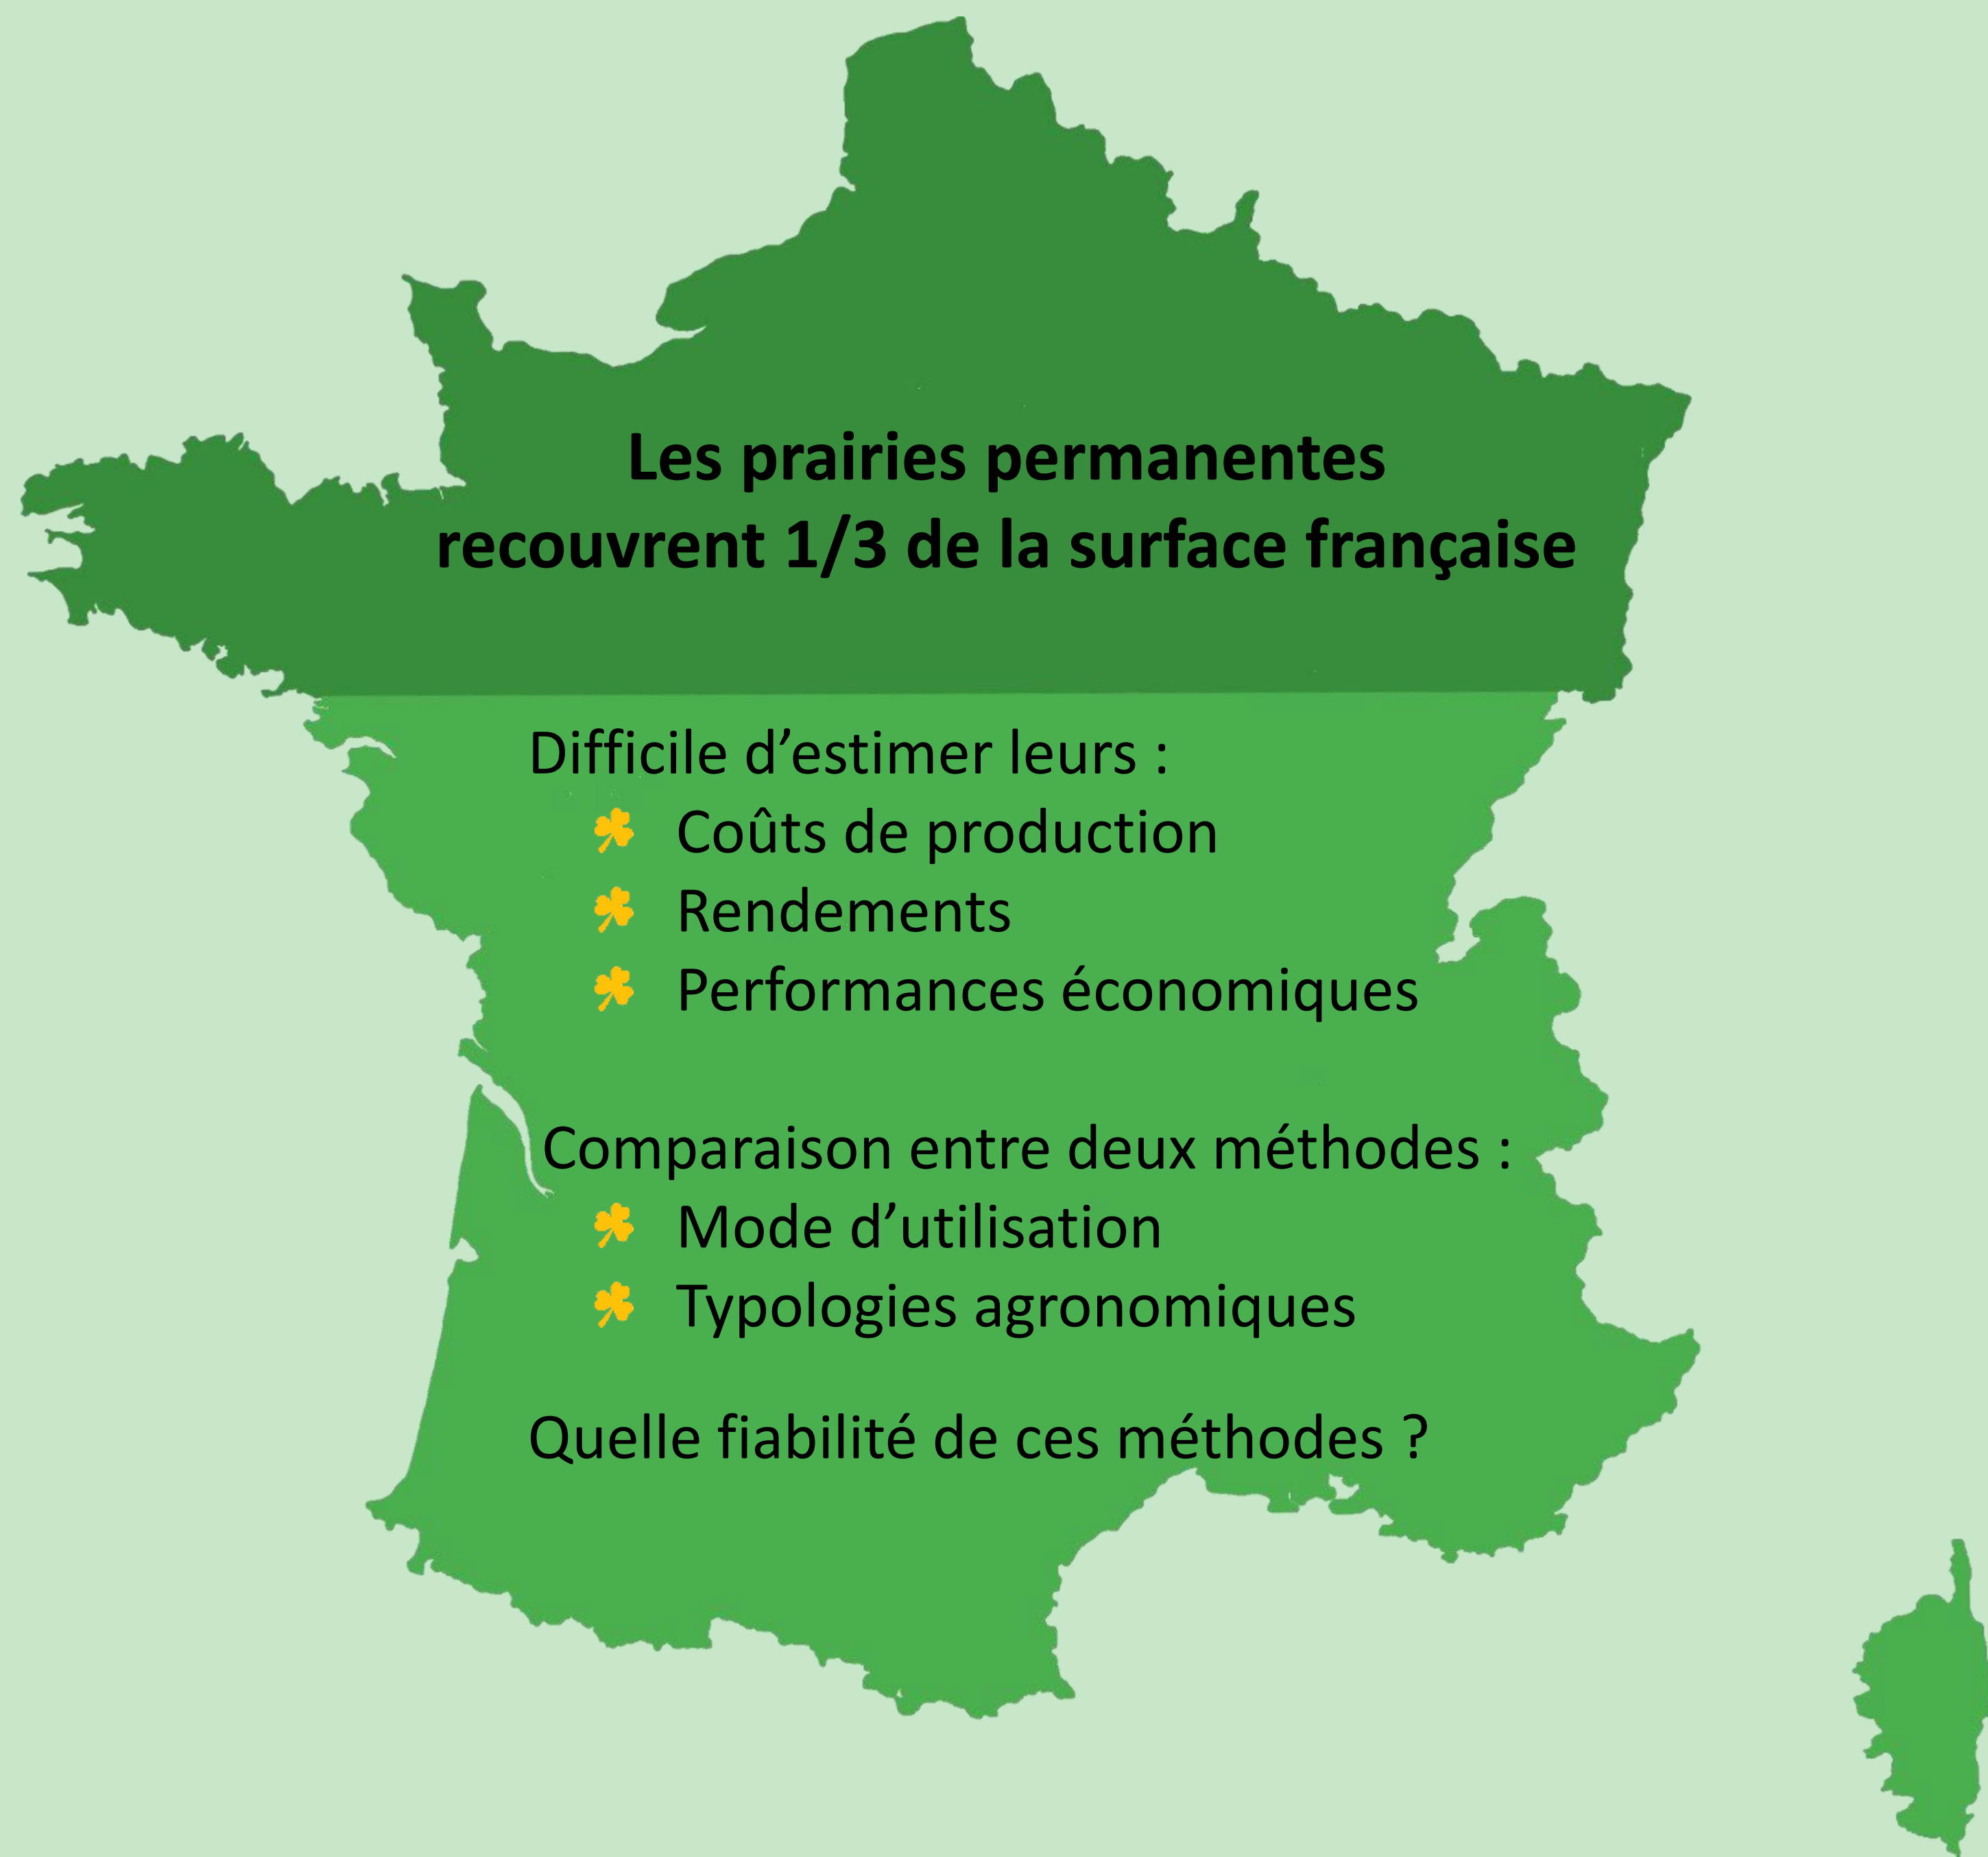 Les prairies permanentes
recouvrent 1/3 de la surface française
Difficile d’estimer leurs :
Coûts de production
Rendements
Performances économiques
Comparaison entre deux méthodes :
Mode d’utilisation
Typologies agronomiques
Quelle fiabilité de ces méthodes ?